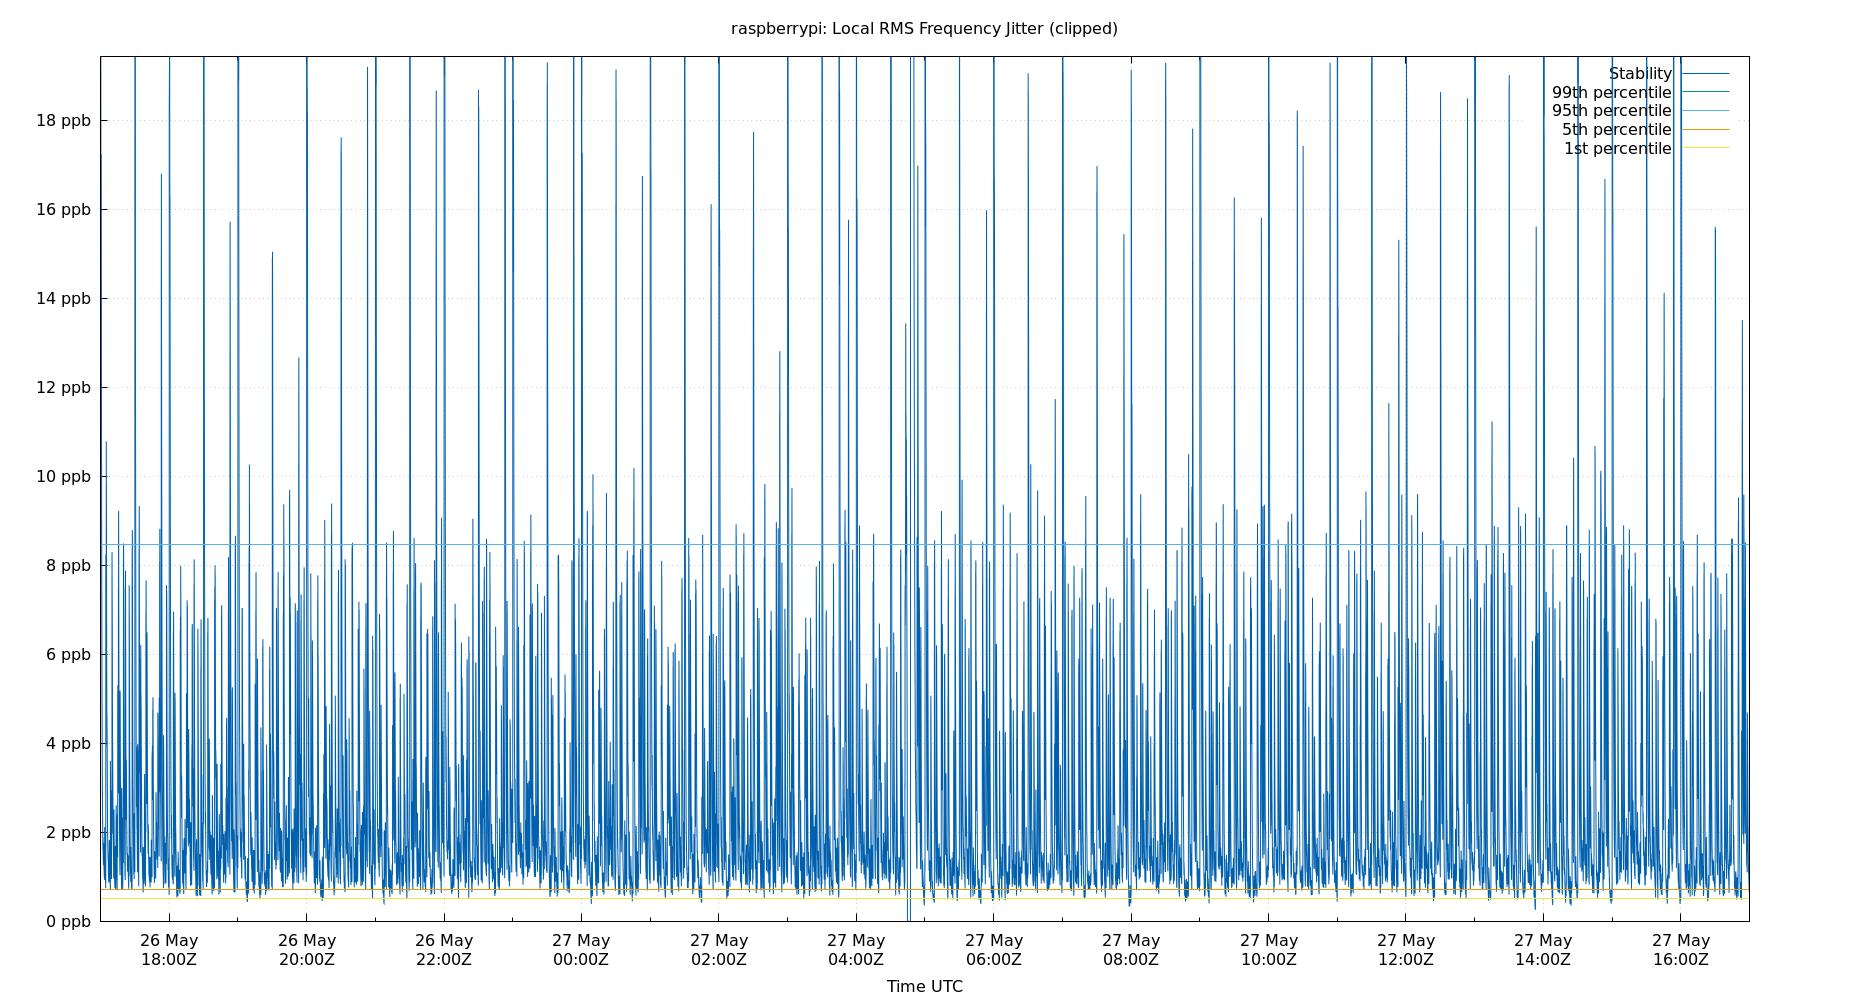 raspberrypi: Local RMS Frequency Jitter (clipped)
Stability
99th percentile
95th percentile
5th percentile
1st percentile
18 ppb
16 ppb
14 ppb
12 ppb
10 ppb
8 ppb
6 ppb
4 ppb
2 ppb
0 ppb
26 May 26 May 26 May 27 May 27 May 27 May 27 May 27 May 27 May 27 May 27 May 27 May
18:00Z 20:00Z 22:00Z 00:00Z 02:00Z 04:00Z 06:00Z 08:00Z 10:00Z 12:00Z 14:00Z 16:00Z
Time UTC